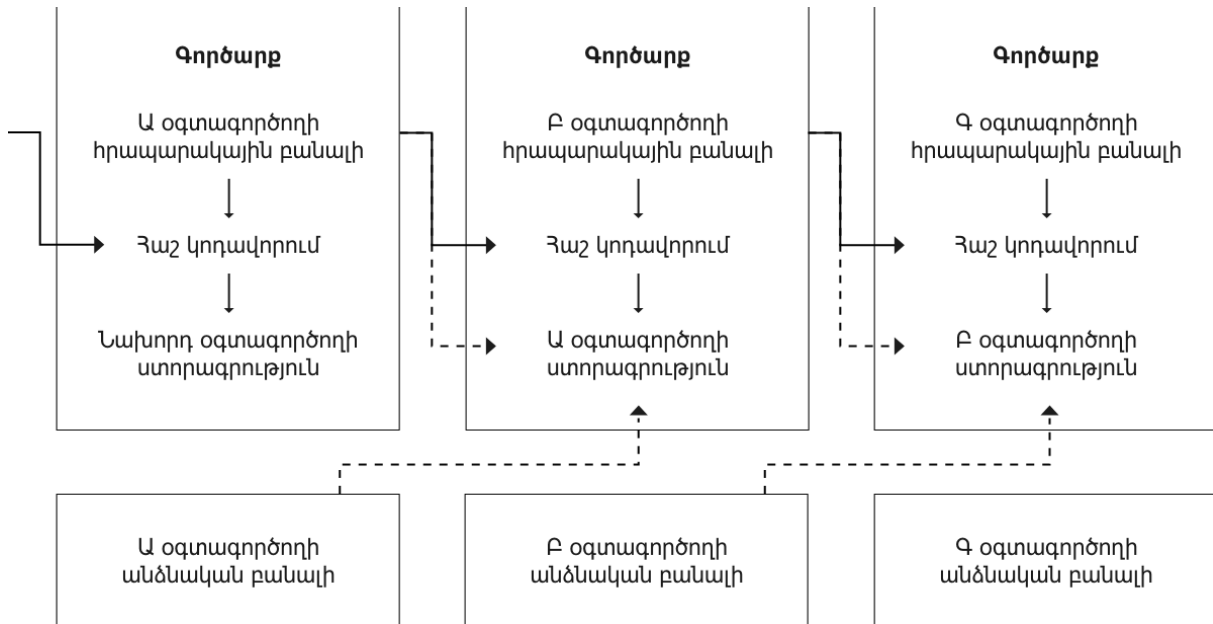 Գործարք
Ա օգտագործողի
հրապարակային բանալի
Հաշ կոդավորում
Նախորդ օգտագործողի
ստորագրություն
Գործարք
Բ օգտագործողի
հրապարակային բանալի
Հաշ կոդավորում
Ա օգտագործողի
ստորագրություն
Գործարք
Գ օգտագործողի
հրապարակային բանալի
Հաշ կոդավորում
Բ օգտագործողի
ստորագրություն
Ա օգտագործողի
անձնական բանալի
Բ օգտագործողի
անձնական բանալի
Գ օգտագործողի
անձնական բանալի